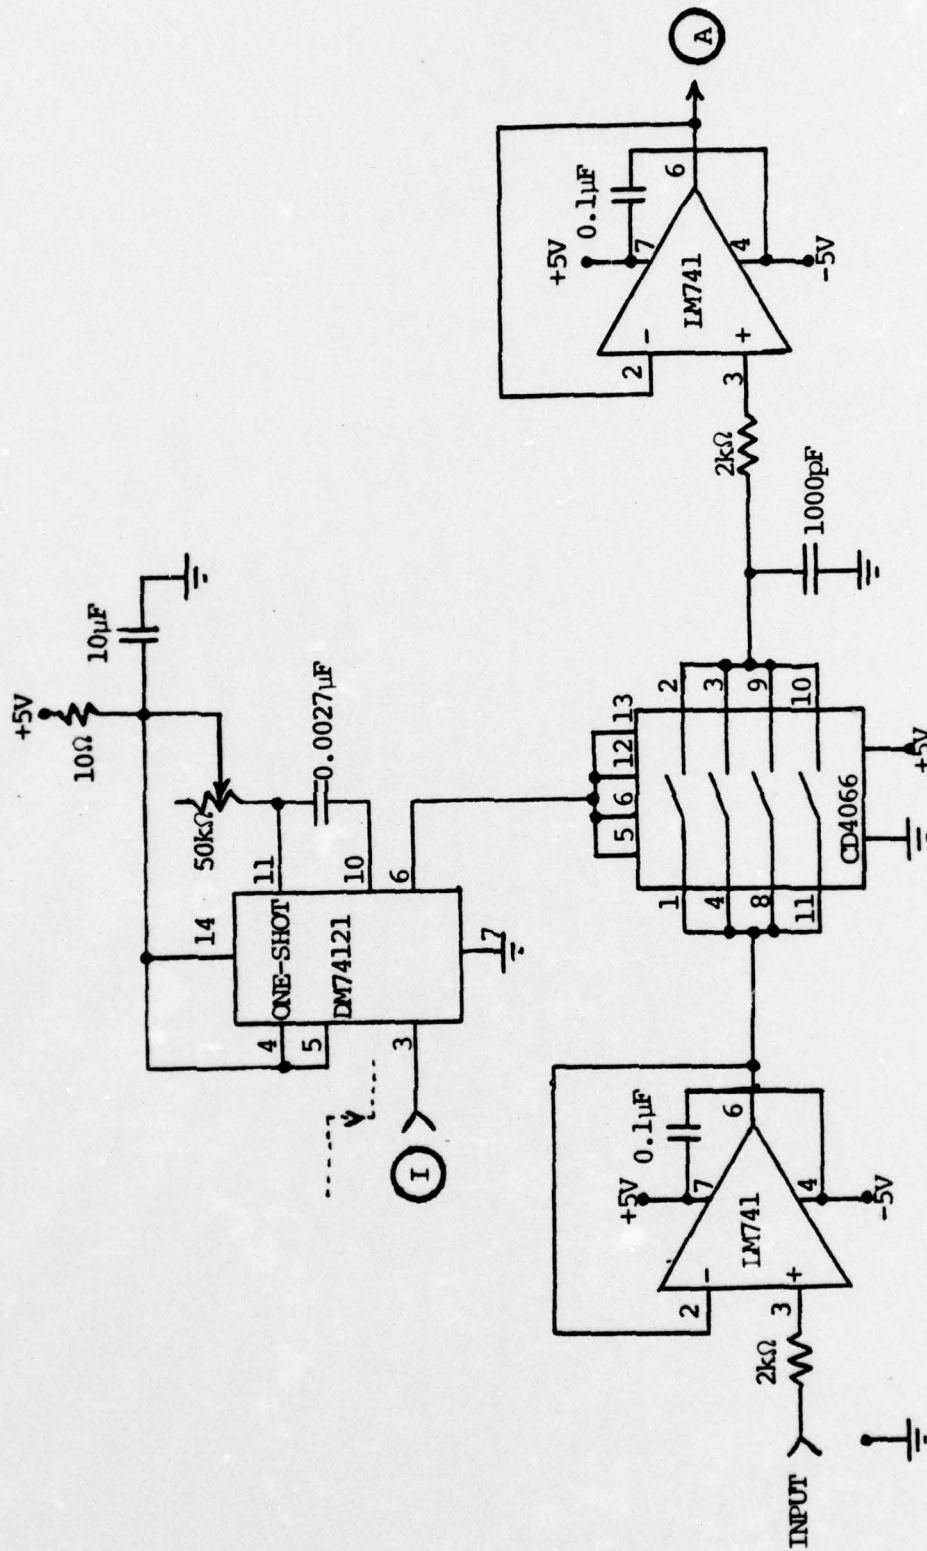 +5V
10Ω
10μF
50kΩ
0.0027μF
14
11
10
6
4
5
3
7
ONE-SHOT
DM74121
I
INPUT
2kΩ
2
3
-
+
LM741
+5V
7
0.1μF
6
4
-5V
5
6
12
13
1
4
8
11
2
3
9
10
CD4066
+5V
1000pF
2kΩ
2
3
-
+
LM741
+5V
7
0.1μF
6
4
-5V
A